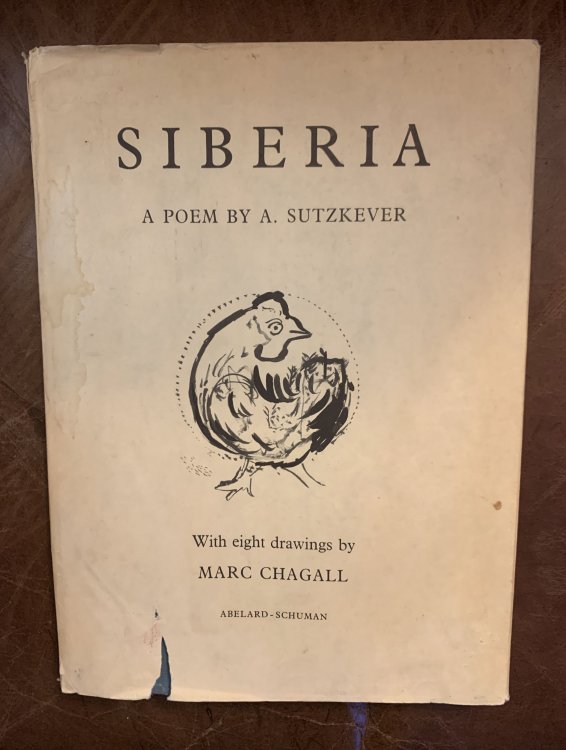 SIBERIA
A POEM BY A. SUTZKEVER
With eight drawings by
MARC CHAGALL
ABELARD-SCHUMAN